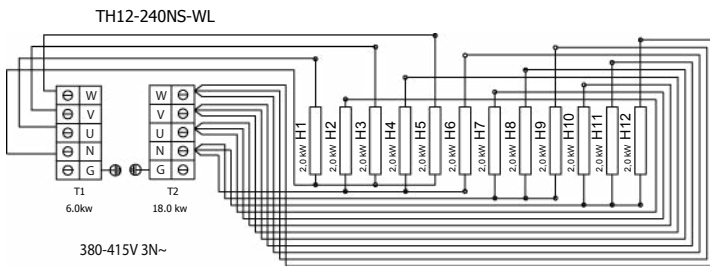 TH12-240NS-WL
W
V
U
N
G
T1
6.0kw
W
V
U
N
G
T2
18.0 kw
H1
2,0 kW
H2
2,0 kW
H3
2,0 kW
H4
2,0 kW
H5
2,0 kW
H6
2,0 kW
H7
2,0 kW
H8
2,0 kW
H9
2,0 kW
H10
2,0 kW
H11
2,0 kW
H12
2,0 kW
380-415V 3N~